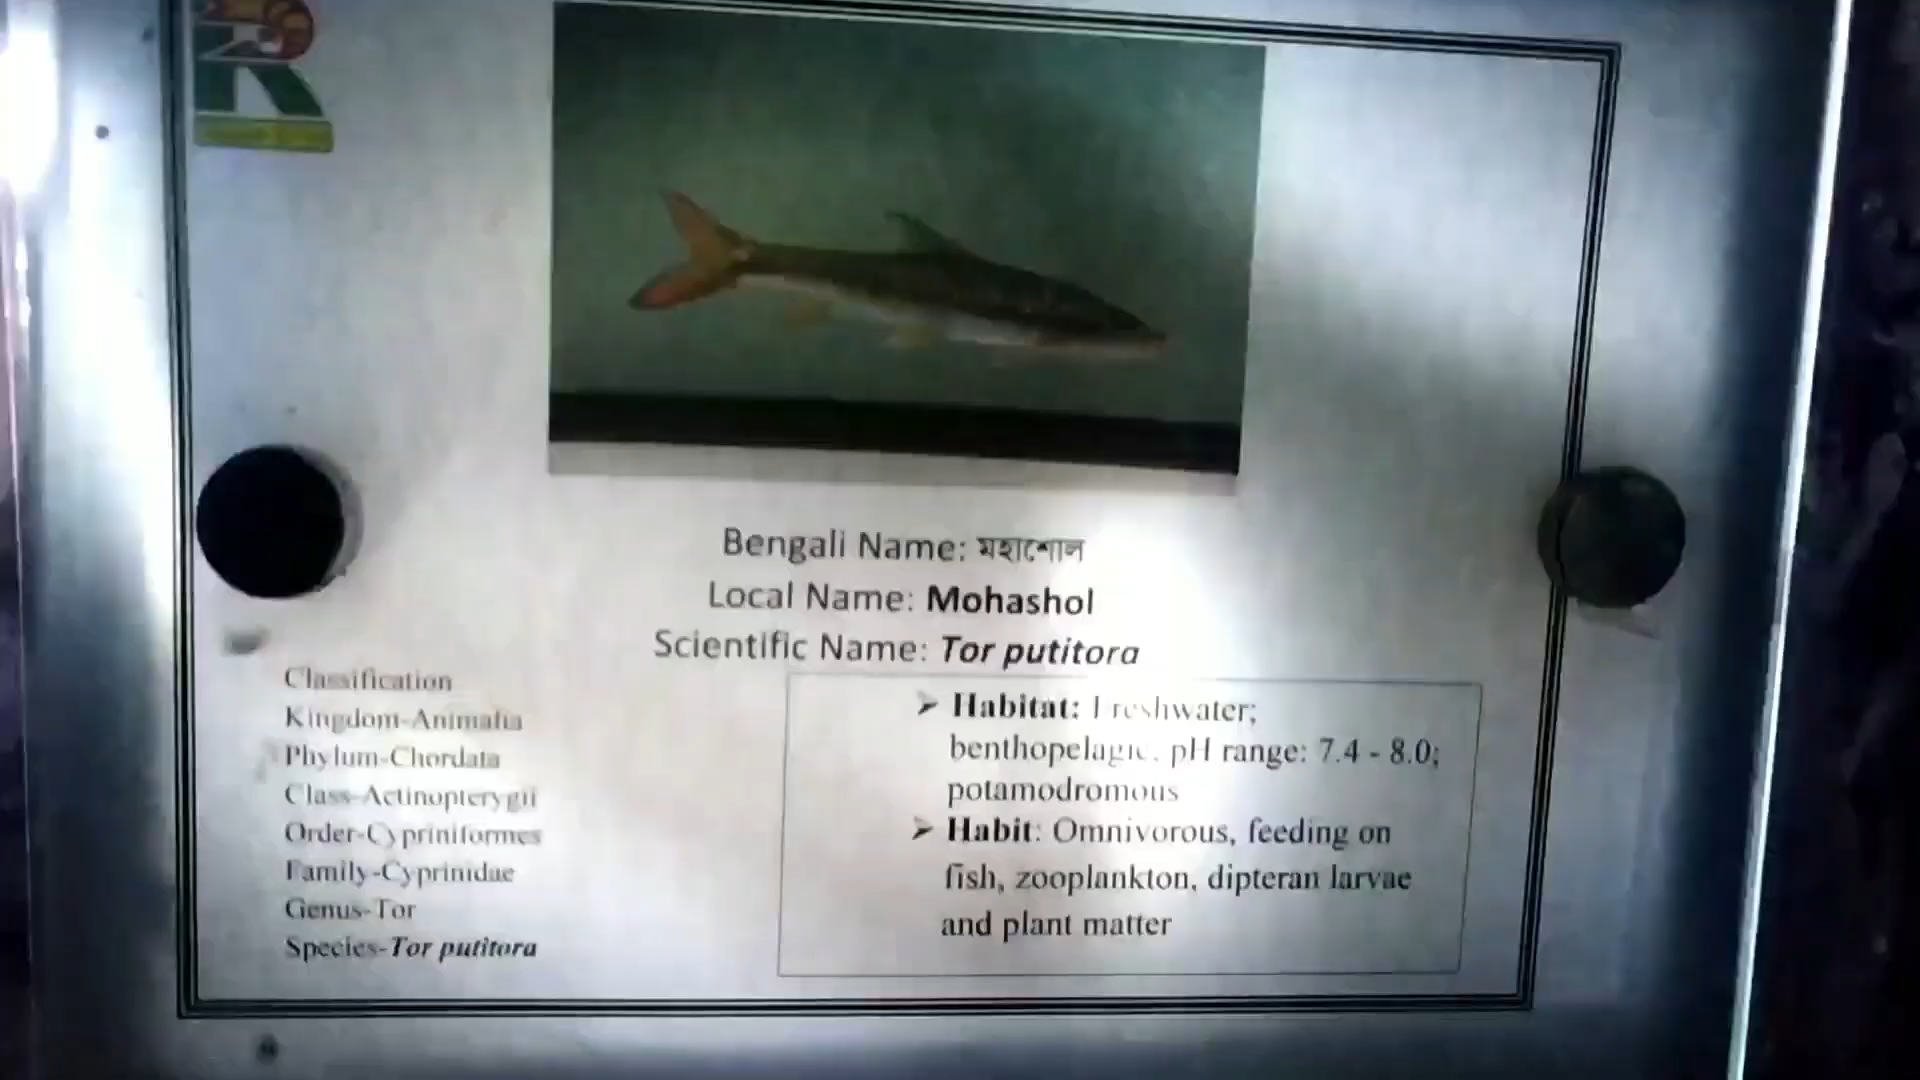 Bengali Name: মহাশোল
Local Name: Mohashol
Scientific Name: Tor putitora
Classification
Kingdom-Animalia
Phylum-Chordata
Class-Actinopterygii
Order-Cypriniformes
Family-Cyprinidae
Genus-Tor
Species-Tor putitora
➢ Habitat: Freshwater;
benthopelagic, pH range: 7.4 - 8.0;
potamodromous
➢ Habit: Omnivorous, feeding on
fish, zooplankton, dipteran larvae
and plant matter